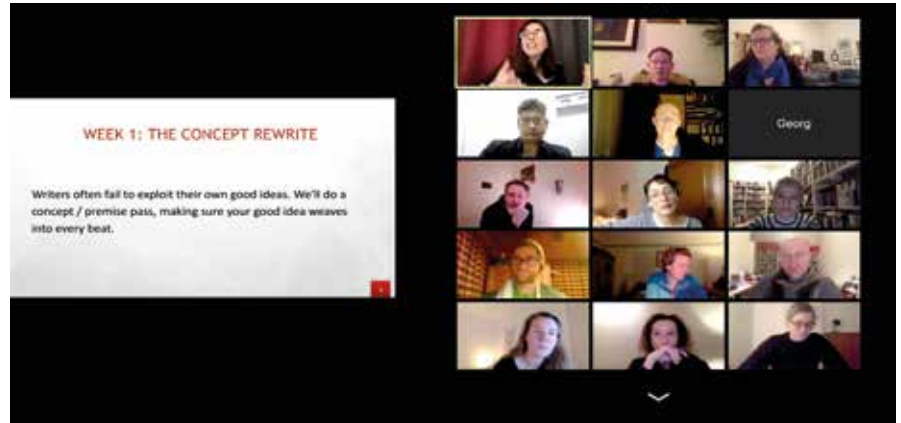 WEEK 1: THE CONCEPT REWRITE
Writers often fail to exploit their own good ideas. We'll do a
concept / premise pass, making sure your good idea weaves
into every beat.
Georg